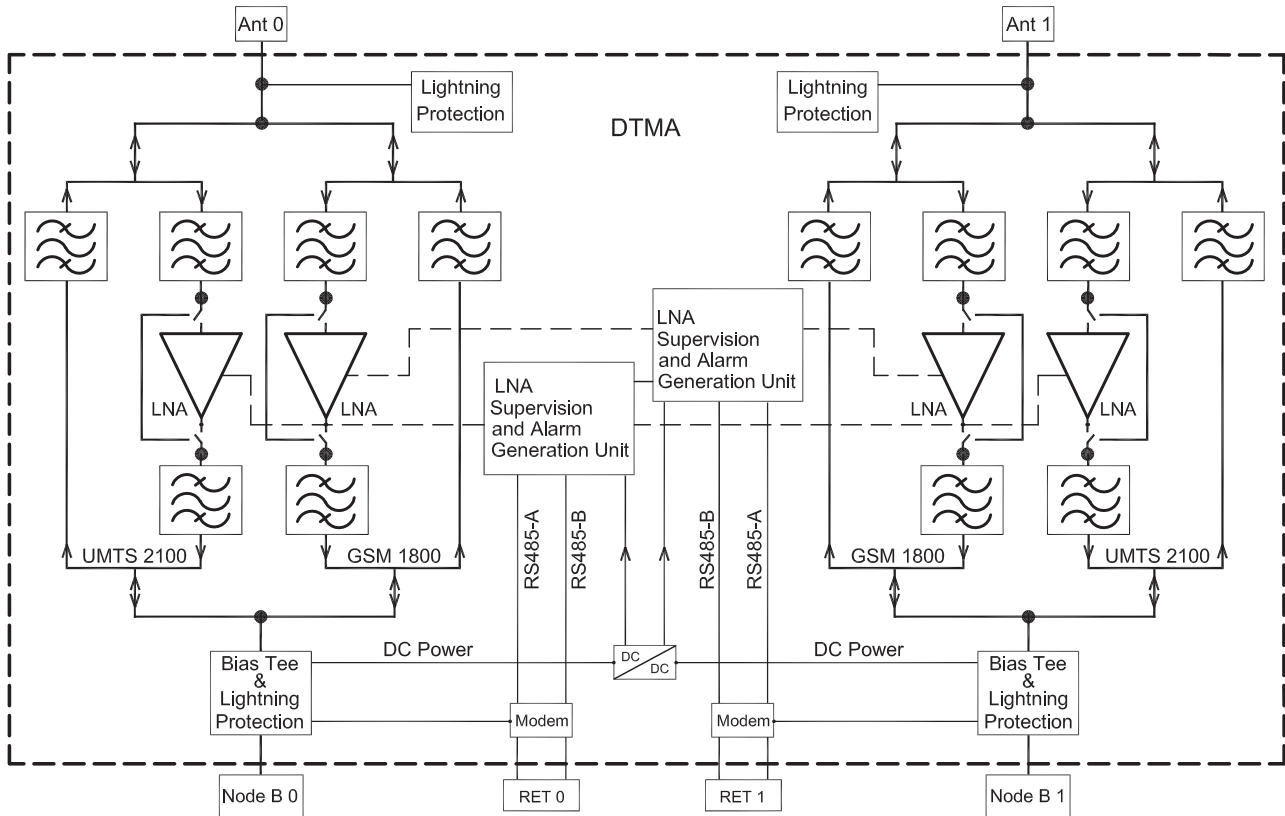 Ant 0
Ant 1
Lightning
Protection
DTMA
Lightning
Protection
LNA
Supervision
and Alarm
Generation Unit
LNA
Supervision
and Alarm
Generation Unit
LNA
LNA
LNA
LNA
UMTS 2100
GSM 1800
RS485-A
RS485-B
RS485-B
RS485-A
GSM 1800
UMTS 2100
DC Power
DC
DC
DC Power
Bias Tee
&
Lightning
Protection
Modem
Modem
Bias Tee
&
Lightning
Protection
Node B 0
RET 0
RET 1
Node B 1